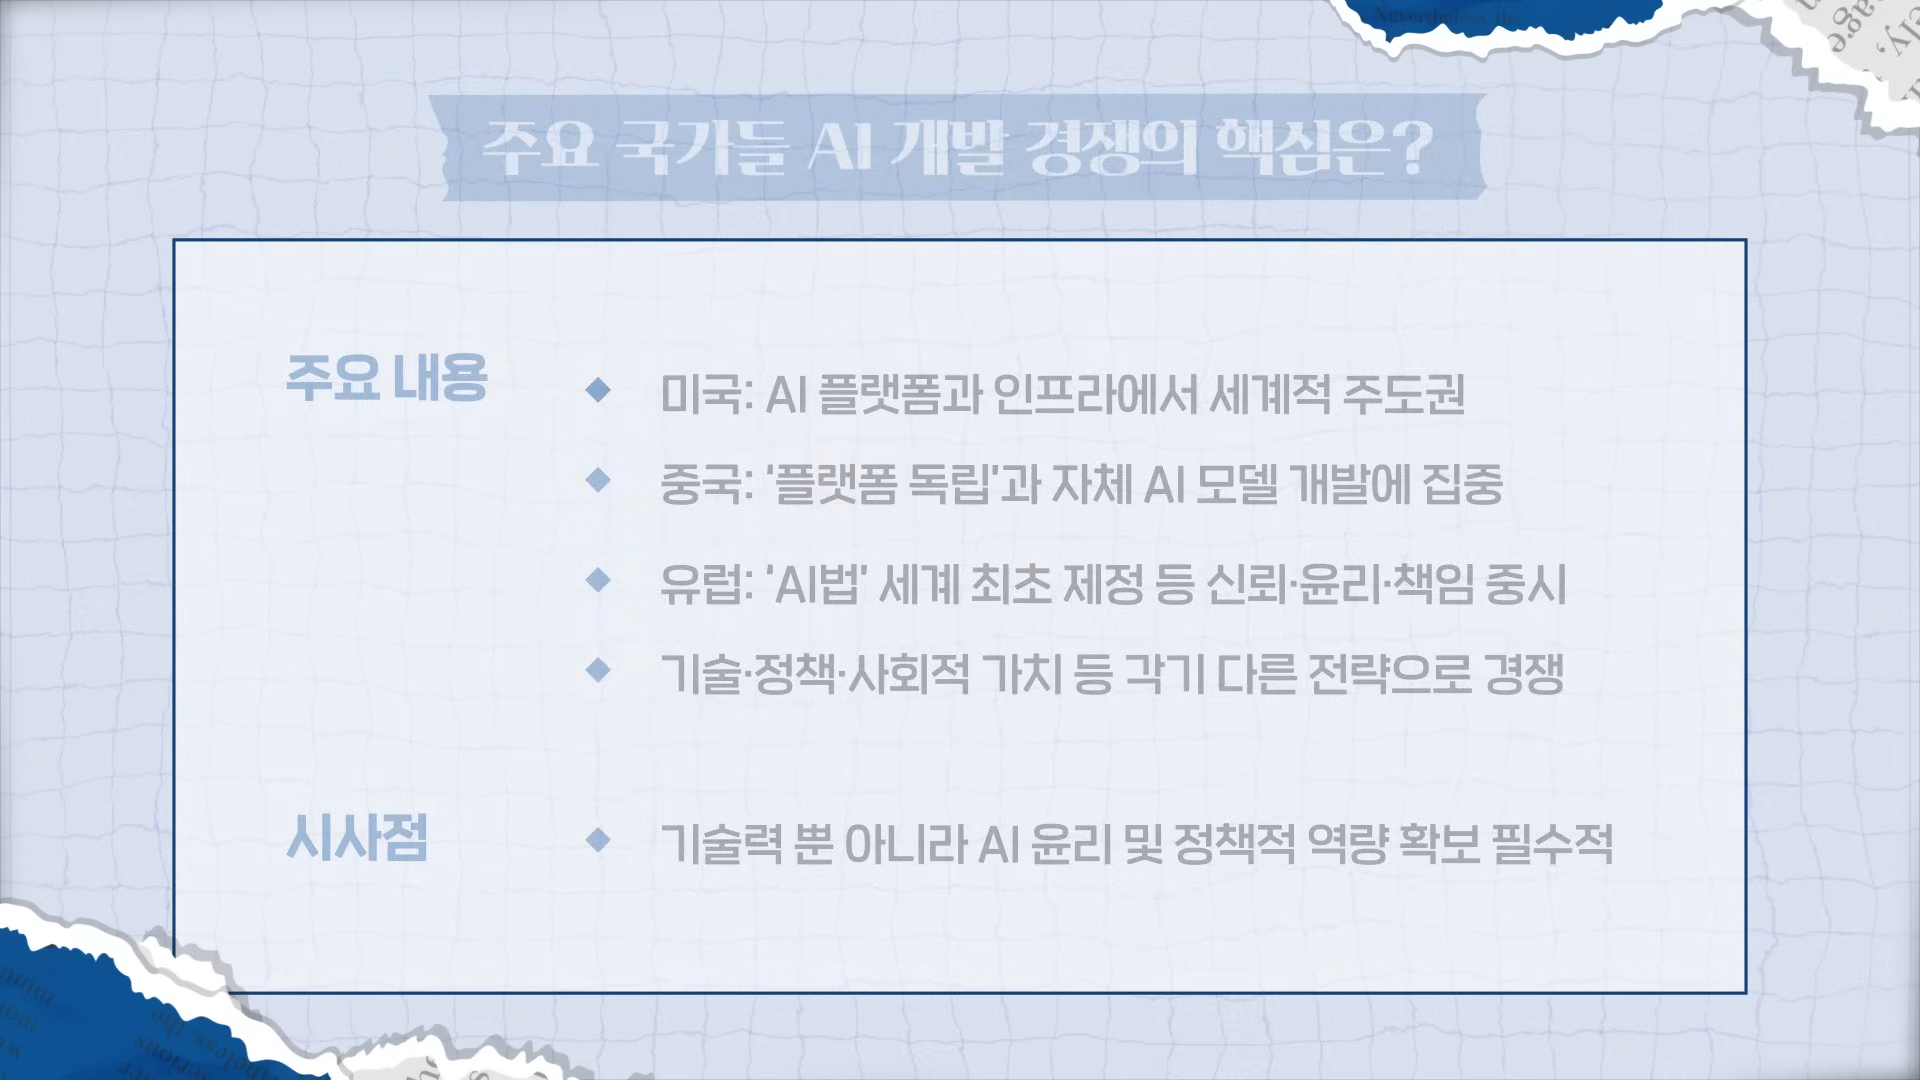 Nevertheless, the
주요 국가들 AI 개발 경쟁의 핵심은?
주요 내용
◆ 미국: AI 플랫폼과 인프라에서 세계적 주도권
◆ 중국: '플랫폼 독립'과 자체 AI 모델 개발에 집중
◆ 유럽: 'AI법' 세계 최초 제정 등 신뢰·윤리·책임 중시
◆ 기술·정책·사회적 가치 등 각기 다른 전략으로 경쟁
시사점
◆ 기술력 뿐 아니라 AI 윤리 및 정책적 역량 확보 필수적